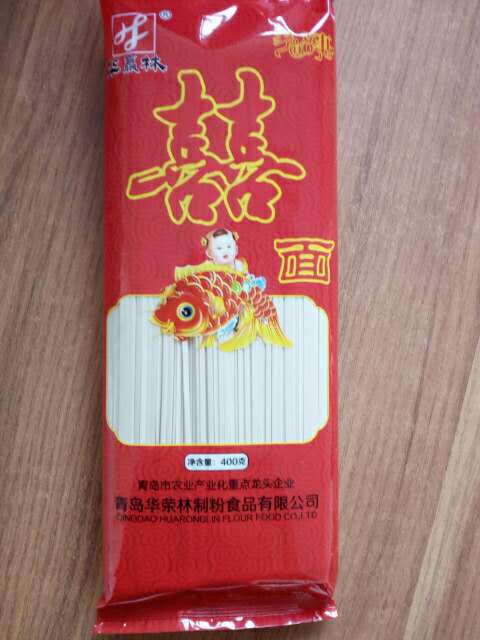 ®
林
囍
面
净含量：400克
青岛市农业产业化重点龙头企业
青岛华荣林制粉食品有限公司
QINGDAO HUARONGLIN FLOUR FOOD CO.,LTD